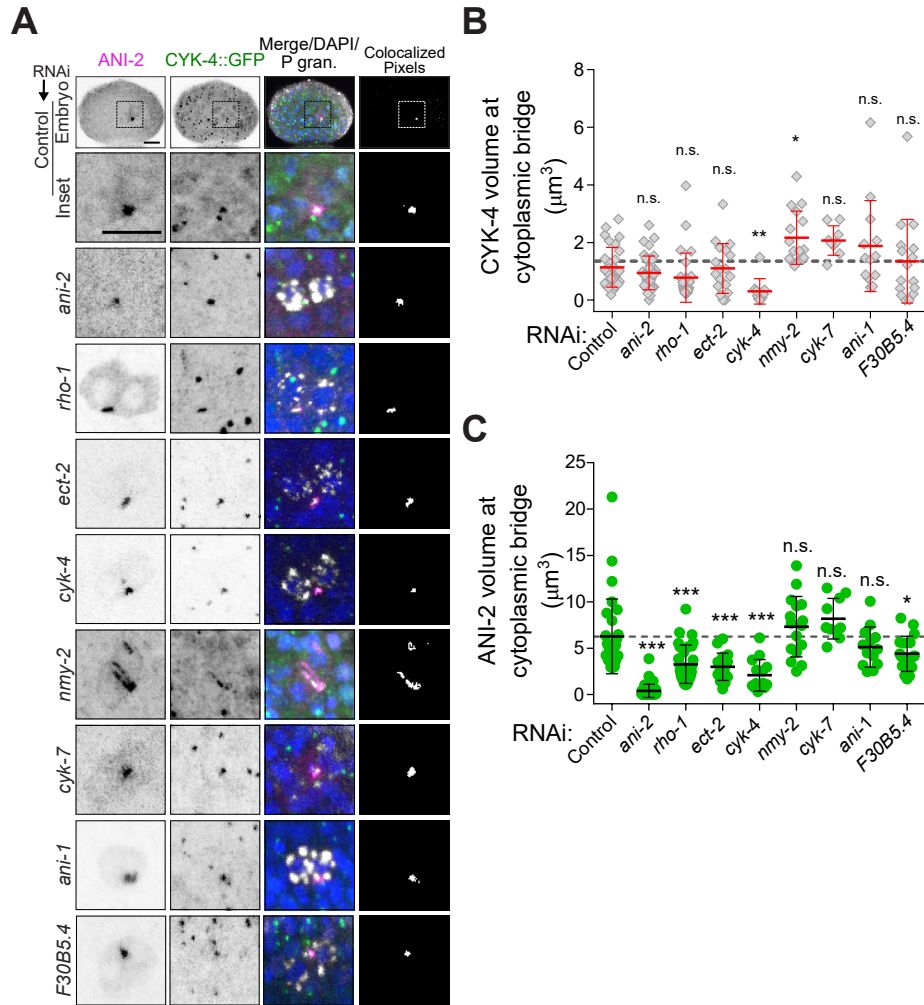 A
RNAi
ANI-2
CYK-4::GFP
Merge/DAPI/
P gran.
Colocalized
Pixels
Control
Embryo
Inset
ani-2
rho-1
ect-2
cyk-4
nmy-2
cyk-7
ani-1
F30B5.4
B
CYK-4 volume at
cytoplasmic bridge
(μm³)
8
6
4
2
0
n.s.
n.s.
n.s.
**
*
n.s.
n.s.
n.s.
RNAi:
Control
ani-2
rho-1
ect-2
cyk-4
nmy-2
cyk-7
ani-1
F30B5.4
C
ANI-2 volume at
cytoplasmic bridge
(μm³)
25
20
15
10
5
0
***
***
***
***
n.s.
n.s.
n.s.
*
RNAi:
Control
ani-2
rho-1
ect-2
cyk-4
nmy-2
cyk-7
ani-1
F30B5.4